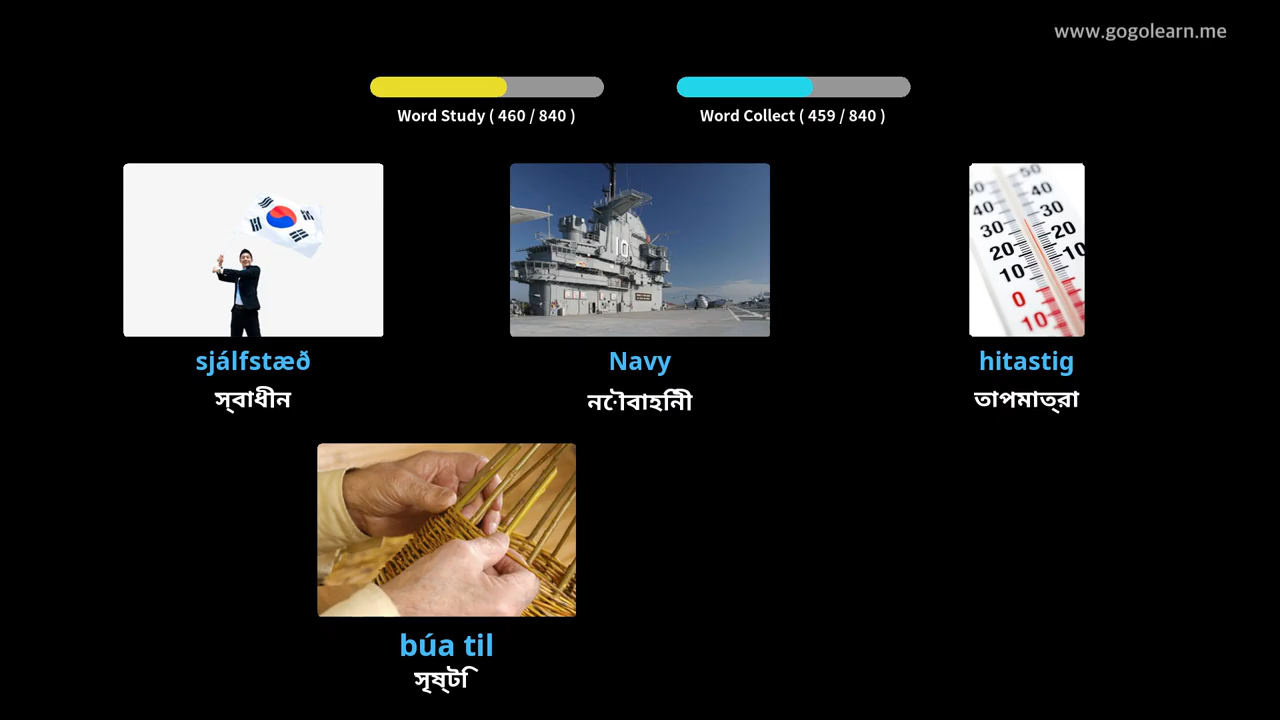 www.gogolearn.me
Word Study ( 460 / 840 )
Word Collect ( 459 / 840 )
sjálfstæð
Navy
hitastig
স্বাধীন
নৌবাহিনী
তাপমাত্রা
búa til
সৃষ্টি